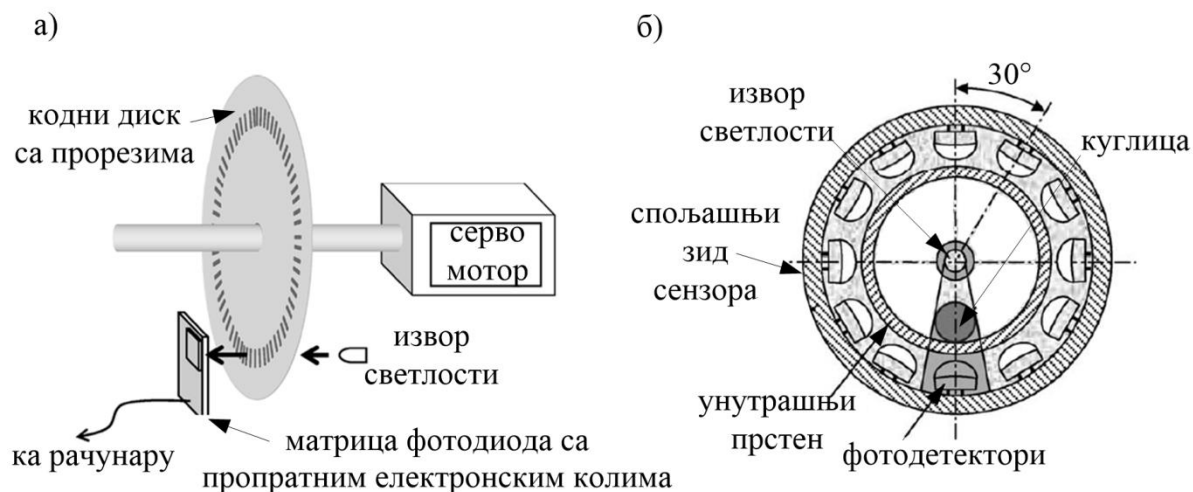 а)
кодни диск
са прорезима
серво
мотор
извор
светлости
матрица фотодиода са
пропратним електронским колима
ка рачунару
б)
30°
извор
светлости
куглица
спољашњи
зид
сензора
унутрашњи
прстен
фотодетектори